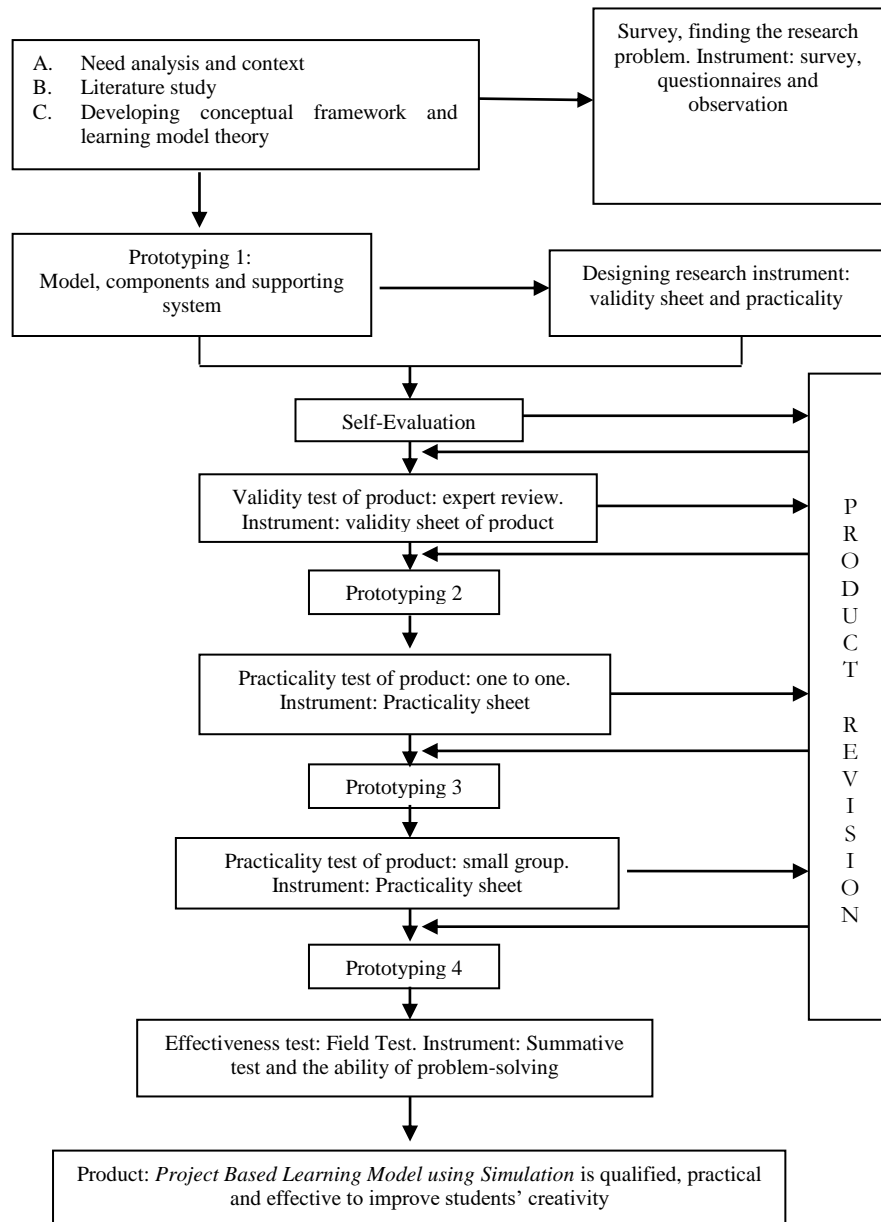 A. Need analysis and context
B. Literature study
C. Developing conceptual framework and
learning model theory
Survey, finding the research
problem. Instrument: survey,
questionnaires and
observation
Prototyping 1:
Model, components and supporting
system
Designing research instrument:
validity sheet and practicality
Self-Evaluation
Validity test of product: expert review.
Instrument: validity sheet of product
Prototyping 2
Practicality test of product: one to one.
Instrument: Practicality sheet
Prototyping 3
Practicality test of product: small group.
Instrument: Practicality sheet
Prototyping 4
Effectiveness test: Field Test. Instrument: Summative
test and the ability of problem-solving
Product: Project Based Learning Model using Simulation is qualified, practical
and effective to improve students’ creativity
P
R
O
D
U
C
T
R
E
V
I
S
I
O
N